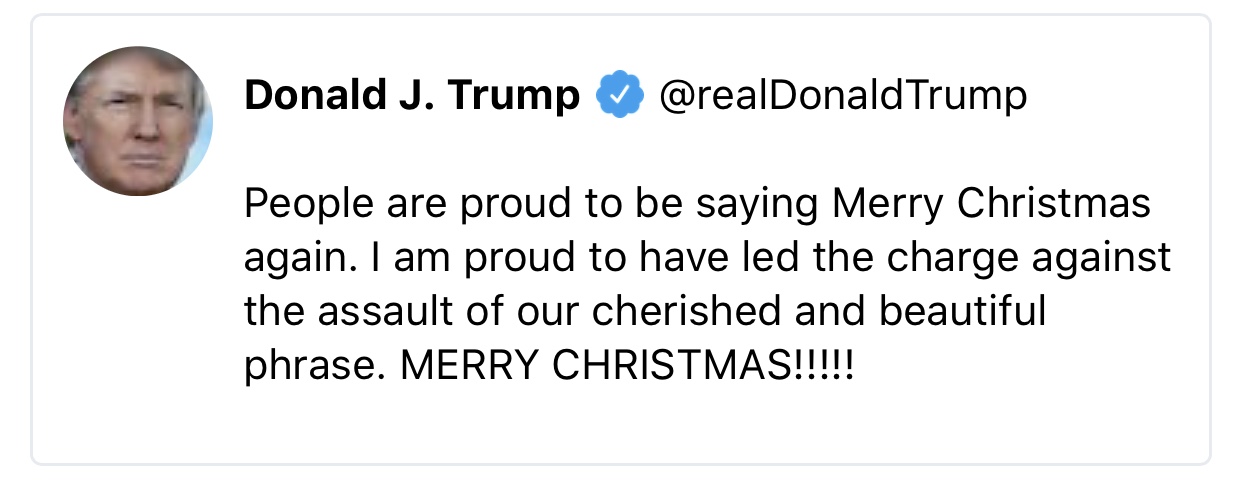 Donald J. Trump @realDonaldTrump
People are proud to be saying Merry Christmas
again. I am proud to have led the charge against
the assault of our cherished and beautiful
phrase. MERRY CHRISTMAS!!!!!